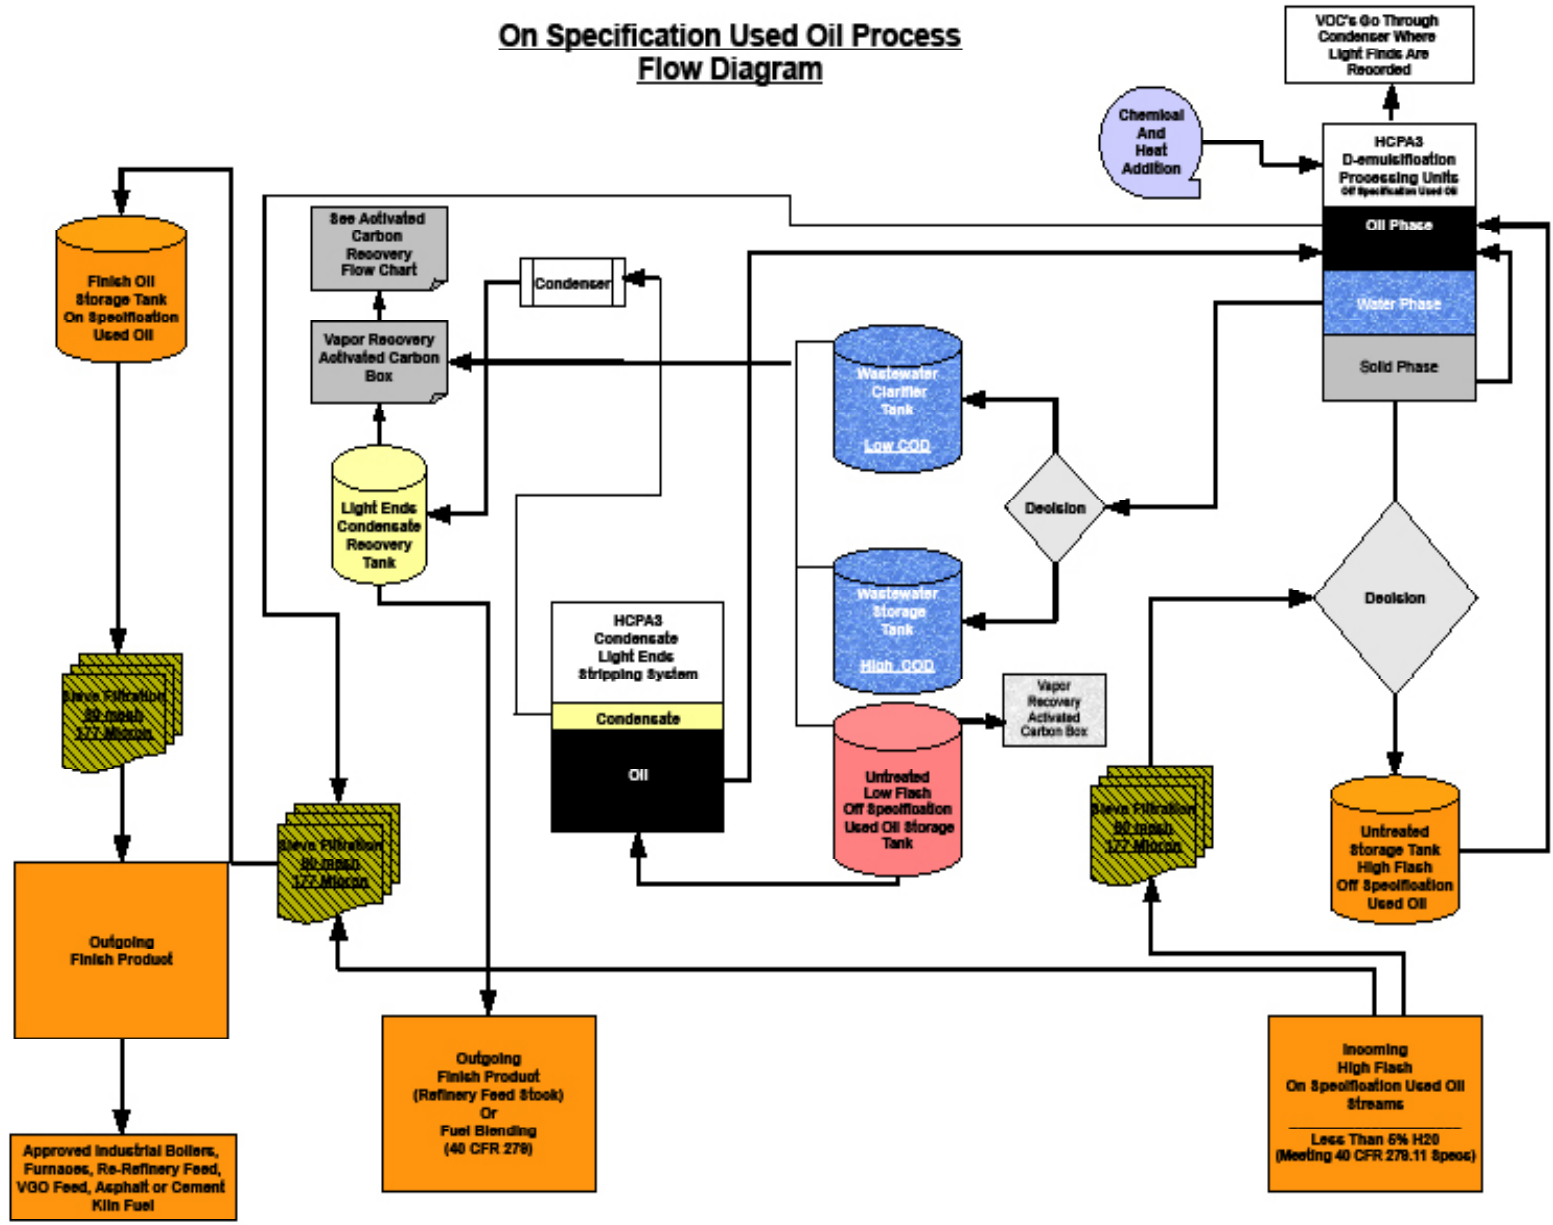 On Specification Used Oil Process
Flow Diagram
VOC's Go Through
Condenser Where
Light Finds Are
Recorded
Chemical
And
Heat
Addition
HCPA3
D-emulsification
Processing Units
Off Specification Used Oil
Oil Phase
Water Phase
Solid Phase
See Activated
Carbon
Recovery
Flow Chart
Condenser
Finish Oil
Storage Tank
On Specification
Used Oil
Vapor Recovery
Activated Carbon
Box
Wastewater
Clarifier
Tank
Low COD
Light Ends
Condensate
Recovery
Tank
Decision
Wastewater
Storage
Tank
High COD
Decision
HCPA3
Condensate
Light Ends
Stripping System
Condensate
Oil
Vapor
Recovery
Activated
Carbon Box
Sieve Filtration
80 mesh
177 Micron
Untreated
Low Flash
Off Specification
Used Oil Storage
Tank
Sieve Filtration
80 mesh
177 Micron
Sieve Filtration
80 mesh
177 Micron
Untreated
Storage Tank
High Flash
Off Specification
Used Oil
Outgoing
Finish Product
Outgoing
Finish Product
(Refinery Feed Stock)
Or
Fuel Blending
(40 CFR 279)
Incoming
High Flash
On Specification Used Oil
Streams
Less Than 5% H20
(Meeting 40 CFR 279.11 Specs)
Approved Industrial Boilers,
Furnaces, Re-Refinery Feed,
VGO Feed, Asphalt or Cement
Kiln Fuel